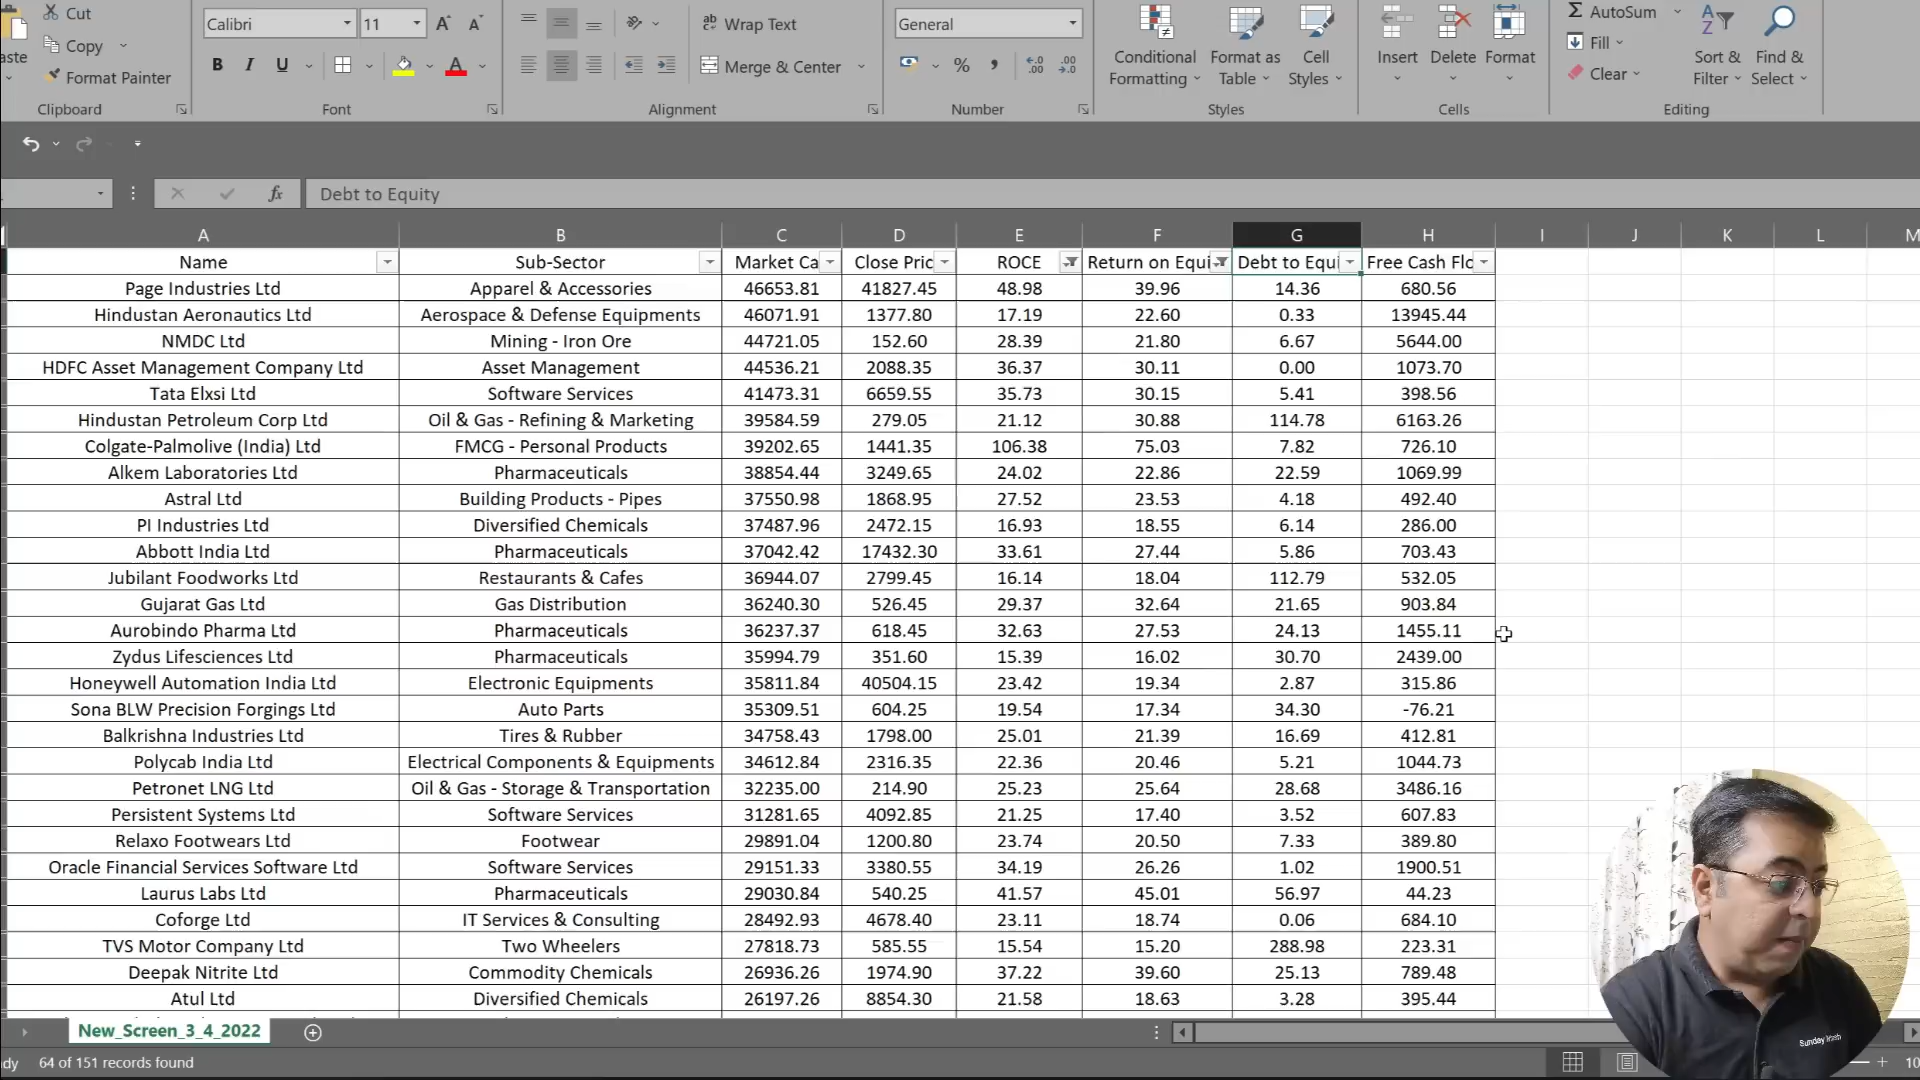 Cut
Calibri 11 A A ab Wrap Text General AutoSum
aste Copy Conditional Format as Cell Insert Delete Format Fill Sort & Find &
Format Painter B I U A Merge & Center % , Formatting Table Styles Clear Filter Select
Clipboard Font Alignment Number Styles Cells Editing
fx Debt to Equity
A B C D E F G H I J K L M
Name Sub-Sector Market Ca Close Pric ROCE Return on Equi Debt to Equi Free Cash Flo
Page Industries Ltd Apparel & Accessories 46653.81 41827.45 48.98 39.96 14.36 680.56
Hindustan Aeronautics Ltd Aerospace & Defense Equipments 46071.91 1377.80 17.19 22.60 0.33 13945.44
NMDC Ltd Mining - Iron Ore 44721.05 152.60 28.39 21.80 6.67 5644.00
HDFC Asset Management Company Ltd Asset Management 44536.21 2088.35 36.37 30.11 0.00 1073.70
Tata Elxsi Ltd Software Services 41473.31 6659.55 35.73 30.15 5.41 398.56
Hindustan Petroleum Corp Ltd Oil & Gas - Refining & Marketing 39584.59 279.05 21.12 30.88 114.78 6163.26
Colgate-Palmolive (India) Ltd FMCG - Personal Products 39202.65 1441.35 106.38 75.03 7.82 726.10
Alkem Laboratories Ltd Pharmaceuticals 38854.44 3249.65 24.02 22.86 22.59 1069.99
Astral Ltd Building Products - Pipes 37550.98 1868.95 27.52 23.53 4.18 492.40
PI Industries Ltd Diversified Chemicals 37487.96 2472.15 16.93 18.55 6.14 286.00
Abbott India Ltd Pharmaceuticals 37042.42 17432.30 33.61 27.44 5.86 703.43
Jubilant Foodworks Ltd Restaurants & Cafes 36944.07 2799.45 16.14 18.04 112.79 532.05
Gujarat Gas Ltd Gas Distribution 36240.30 526.45 29.37 32.64 21.65 903.84
Aurobindo Pharma Ltd Pharmaceuticals 36237.37 618.45 32.63 27.53 24.13 1455.11
Zydus Lifesciences Ltd Pharmaceuticals 35994.79 351.60 15.39 16.02 30.70 2439.00
Honeywell Automation India Ltd Electronic Equipments 35811.84 40504.15 23.42 19.34 2.87 315.86
Sona BLW Precision Forgings Ltd Auto Parts 35309.51 604.25 19.54 17.34 34.30 -76.21
Balkrishna Industries Ltd Tires & Rubber 34758.43 1798.00 25.01 21.39 16.69 412.81
Polycab India Ltd Electrical Components & Equipments 34612.84 2316.35 22.36 20.46 5.21 1044.73
Petronet LNG Ltd Oil & Gas - Storage & Transportation 32235.00 214.90 25.23 25.64 28.68 3486.16
Persistent Systems Ltd Software Services 31281.65 4092.85 21.25 17.40 3.52 607.83
Relaxo Footwears Ltd Footwear 29891.04 1200.80 23.74 20.50 7.33 389.80
Oracle Financial Services Software Ltd Software Services 29151.33 3380.55 34.19 26.26 1.02 1900.51
Laurus Labs Ltd Pharmaceuticals 29030.84 540.25 41.57 45.01 56.97 44.23
Coforge Ltd IT Services & Consulting 28492.93 4678.40 23.11 18.74 0.06 684.10
TVS Motor Company Ltd Two Wheelers 27818.73 585.55 15.54 15.20 288.98 223.31
Deepak Nitrite Ltd Commodity Chemicals 26936.26 1974.90 37.22 39.60 25.13 789.48
Atul Ltd Diversified Chemicals 26197.26 8854.30 21.58 18.63 3.28 395.44
New_Screen_3_4_2022
dy 64 of 151 records found 10